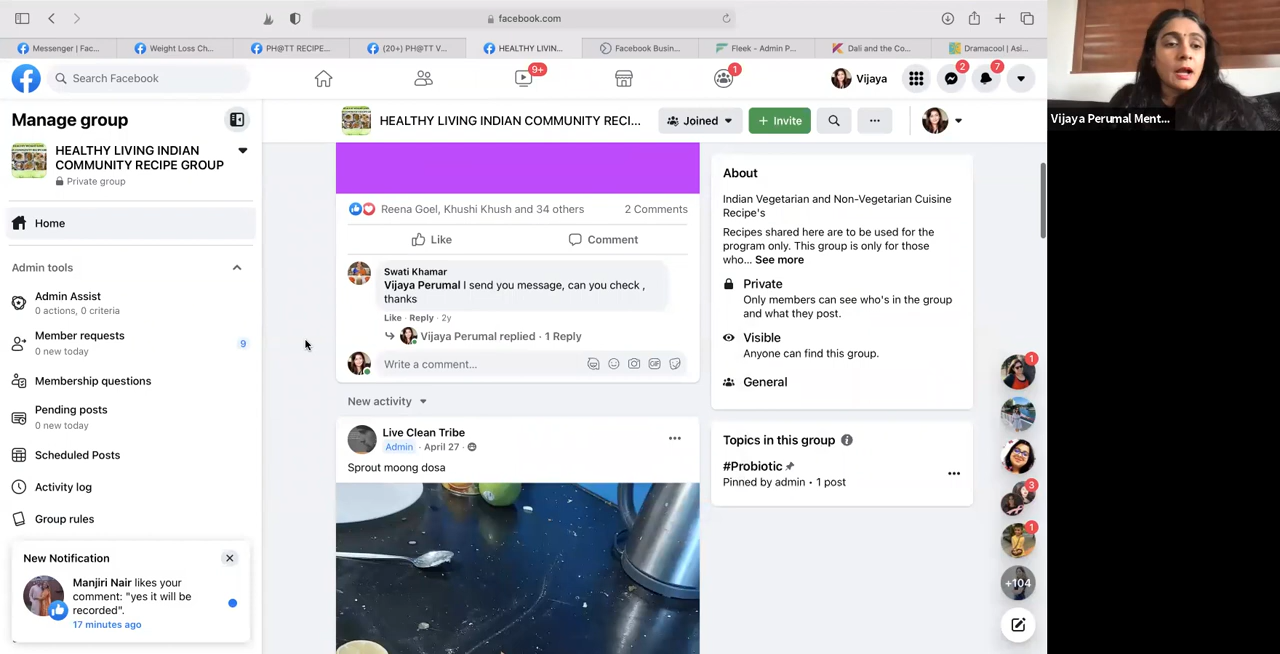 facebook.com
Messenger | Fac...
Weight Loss Ch...
PH@TT RECIPE...
(20+) PH@TT V...
HEALTHY LIVIN...
Facebook Busin...
Fleek - Admin P...
Dali and the Co...
Dramacool | Asi...
Search Facebook
9+
1
Vijaya
2
7
Manage group
HEALTHY LIVING INDIAN COMMUNITY RECI...
Joined
+ Invite
HEALTHY LIVING INDIAN
COMMUNITY RECIPE GROUP
Private group
Home
Admin tools
Admin Assist
0 actions, 0 criteria
Member requests
0 new today
9
Membership questions
Pending posts
0 new today
Scheduled Posts
Activity log
Group rules
New Notification
Manjiri Nair likes your
comment: "yes it will be
recorded".
17 minutes ago
Reena Goel, Khushi Khush and 34 others
2 Comments
Like
Comment
Swati Khamar
Vijaya Perumal I send you message, can you check ,
thanks
Like · Reply · 2y
Vijaya Perumal replied · 1 Reply
Write a comment...
New activity
Live Clean Tribe
Admin · April 27 ·
Sprout moong dosa
About
Indian Vegetarian and Non-Vegetarian Cuisine
Recipe's
Recipes shared here are to be used for the
program only. This group is only for those
who... See more
Private
Only members can see who's in the group
and what they post.
Visible
Anyone can find this group.
General
Topics in this group
#Probiotic
Pinned by admin • 1 post
1
3
1
+104
Vijaya Perumal Ment...